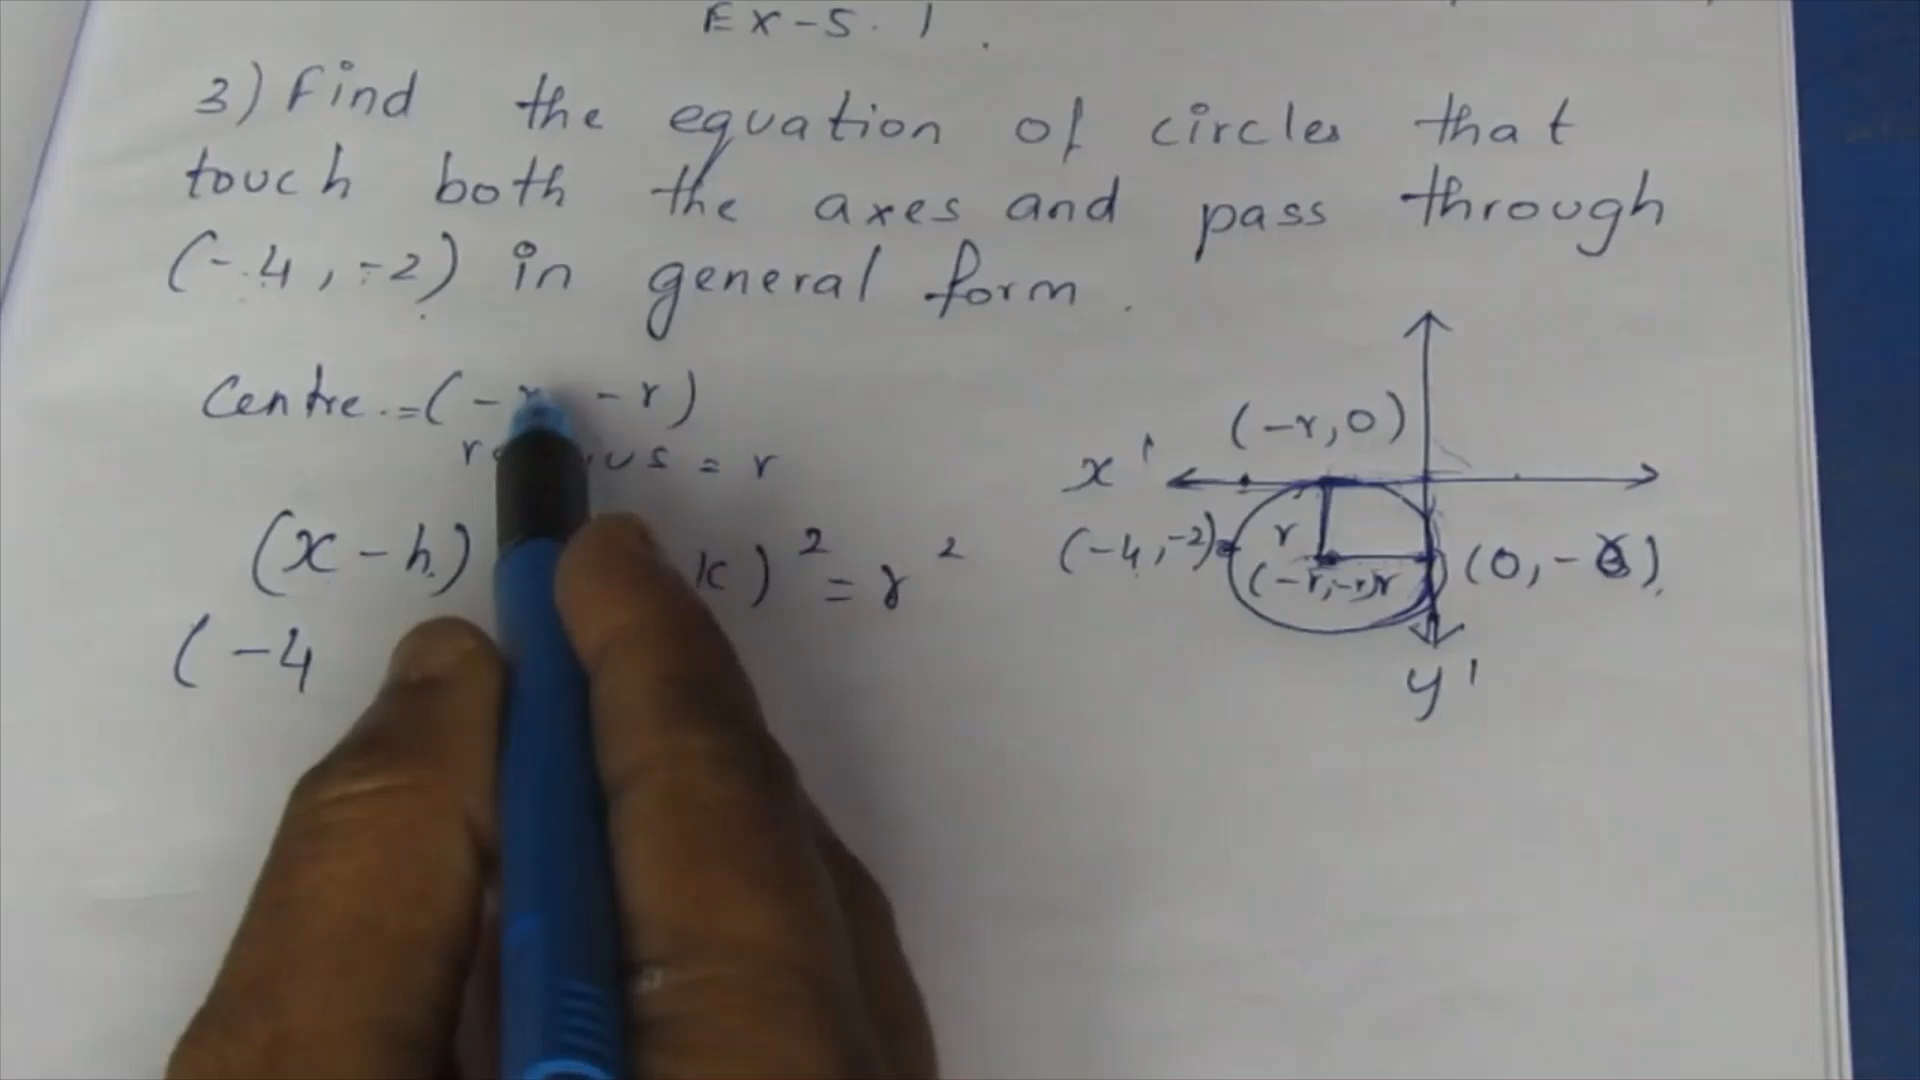 Ex-5.1.
3) Find the equation of circles that
touch both the axes and pass through
(-4,-2) in general form.
Centre.=(-r, -r)
= r
(x-h) k)²=r²
(-4
(-r,0)
x'
(-4,-2)
r
(-r,-r)r
(0,- )
y'